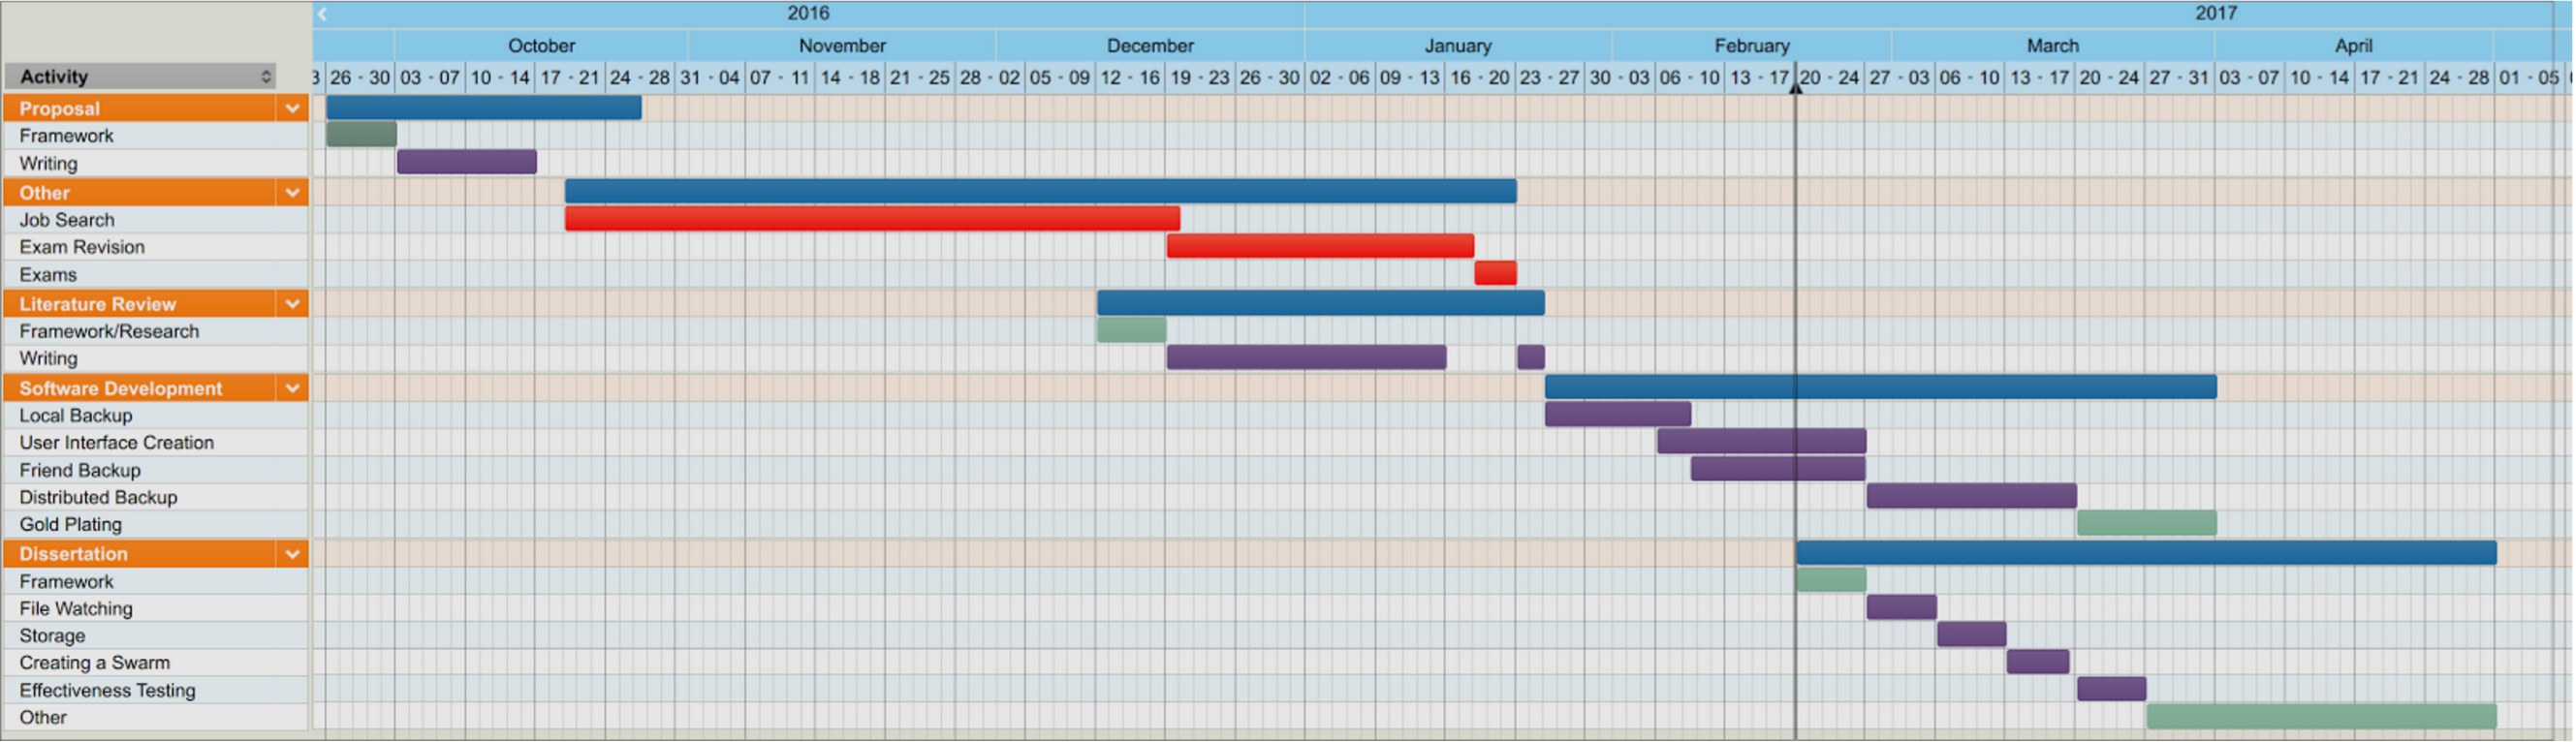 2016 2017
October November December January February March April
Activity 3 26 - 30 03 - 07 10 - 14 17 - 21 24 - 28 31 - 04 07 - 11 14 - 18 21 - 25 28 - 02 05 - 09 12 - 16 19 - 23 26 - 30 02 - 06 09 - 13 16 - 20 23 - 27 30 - 03 06 - 10 13 - 17 20 - 24 27 - 03 06 - 10 13 - 17 20 - 24 27 - 31 03 - 07 10 - 14 17 - 21 24 - 28 01 - 05
Proposal
Framework
Writing
Other
Job Search
Exam Revision
Exams
Literature Review
Framework/Research
Writing
Software Development
Local Backup
User Interface Creation
Friend Backup
Distributed Backup
Gold Plating
Dissertation
Framework
File Watching
Storage
Creating a Swarm
Effectiveness Testing
Other